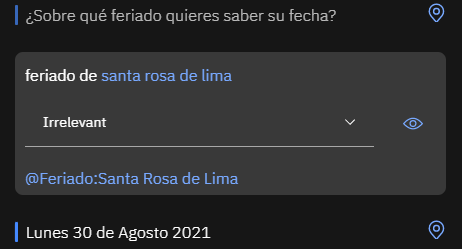 ¿Sobre qué feriado quieres saber su fecha?
feriado de santa rosa de lima
Irrelevant
@Feriado:Santa Rosa de Lima
Lunes 30 de Agosto 2021